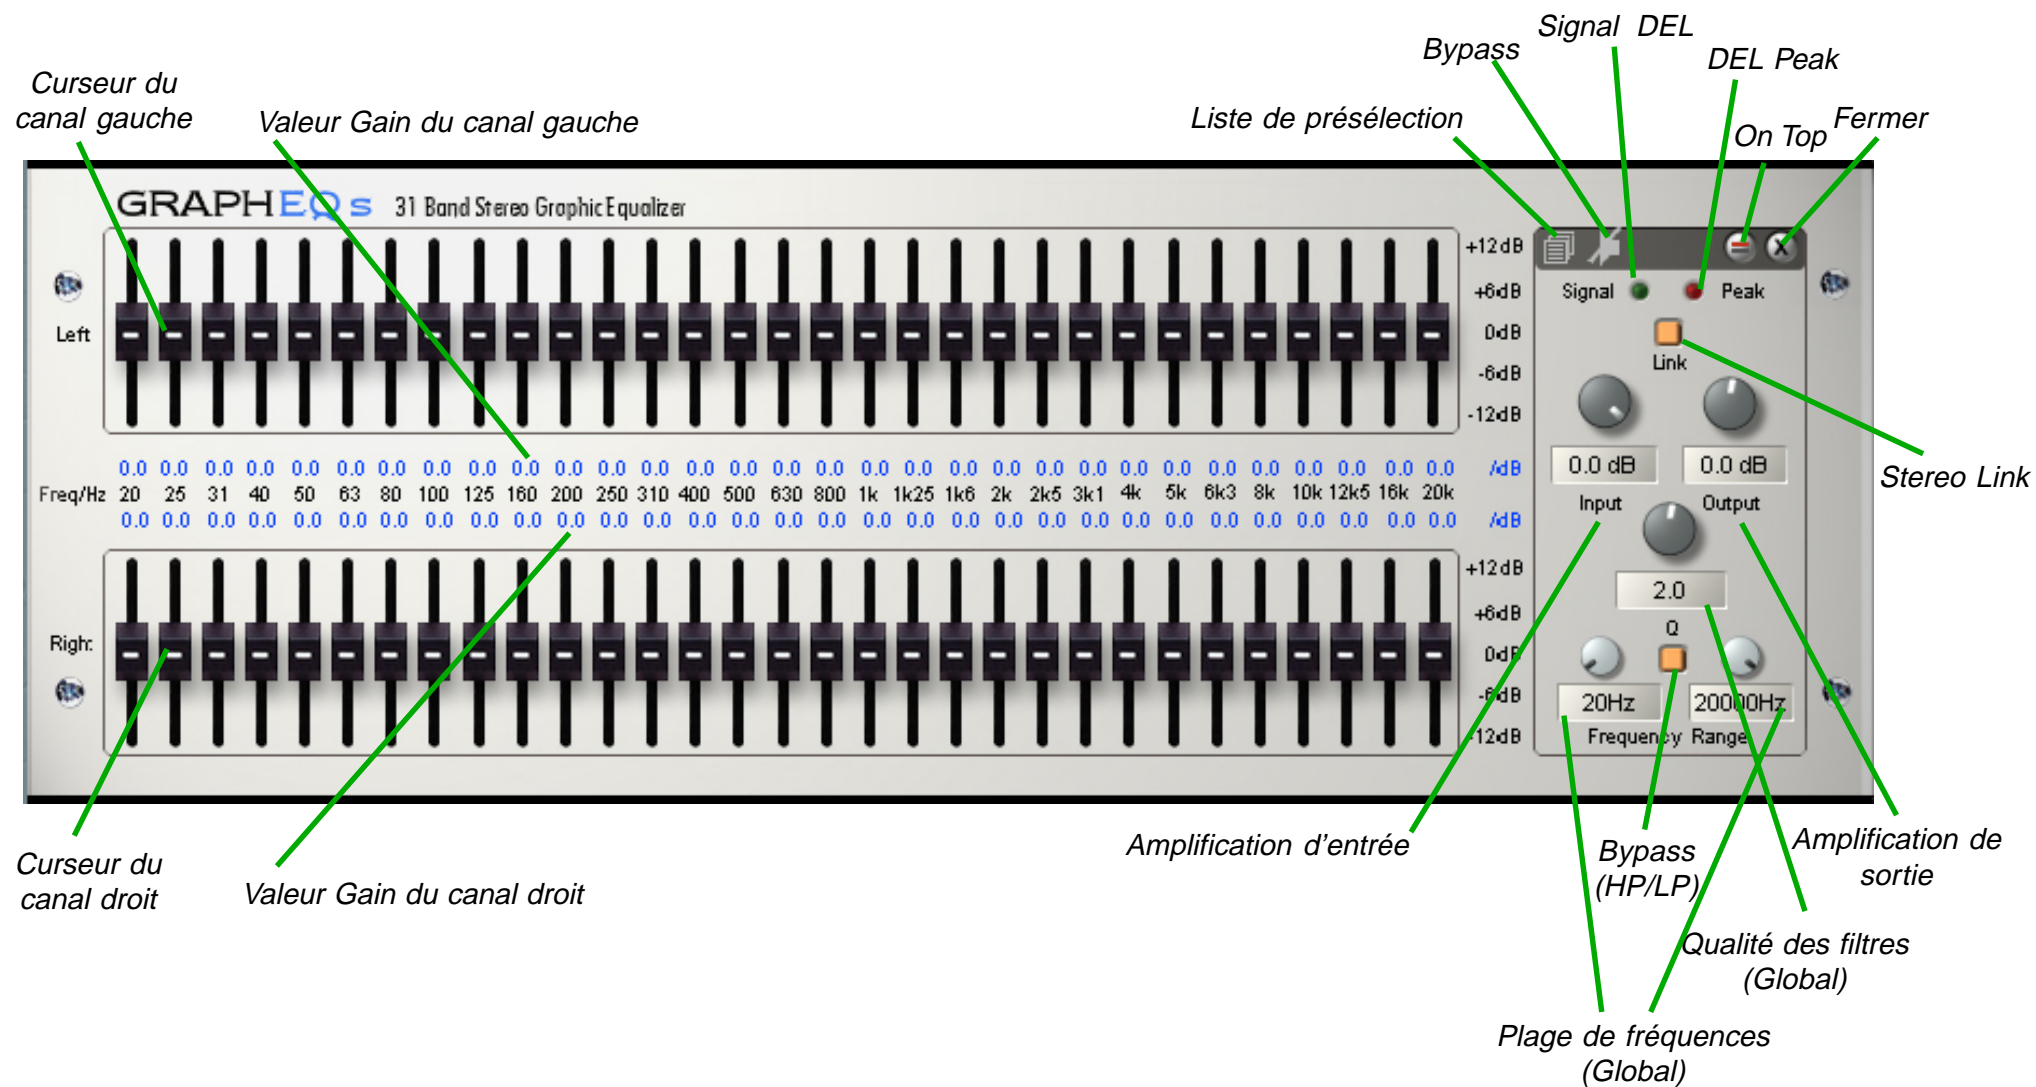 Signal DEL
Bypass
DEL Peak
Curseur du
canal gauche
Valeur Gain du canal gauche
Liste de présélection
On Top
Fermer
GRAPHEQ s 31 Band Stereo Graphic Equalizer
+12dB
+6dB
0dB
-6dB
-12dB
Left
Signal
Peak
Link
0.0 0.0 0.0 0.0 0.0 0.0 0.0 0.0 0.0 0.0 0.0 0.0 0.0 0.0 0.0 0.0 0.0 0.0 0.0 0.0 0.0 0.0 0.0 0.0 0.0 0.0 0.0 0.0 0.0 0.0 0.0 /dB
Freq/Hz 20 25 31 40 50 63 80 100 125 160 200 250 310 400 500 630 800 1k 1k25 1k6 2k 2k5 3k1 4k 5k 6k3 8k 10k 12k5 16k 20k
0.0 0.0 0.0 0.0 0.0 0.0 0.0 0.0 0.0 0.0 0.0 0.0 0.0 0.0 0.0 0.0 0.0 0.0 0.0 0.0 0.0 0.0 0.0 0.0 0.0 0.0 0.0 0.0 0.0 0.0 0.0 /dB
0.0 dB
0.0 dB
Input
Output
Stereo Link
+12dB
+6dB
0dB
-6dB
-12dB
Right
2.0
Q
20Hz
20000Hz
Frequency Range
Curseur du
canal droit
Valeur Gain du canal droit
Amplification d'entrée
Bypass
(HP/LP)
Amplification de
sortie
Qualité des filtres
(Global)
Plage de fréquences
(Global)